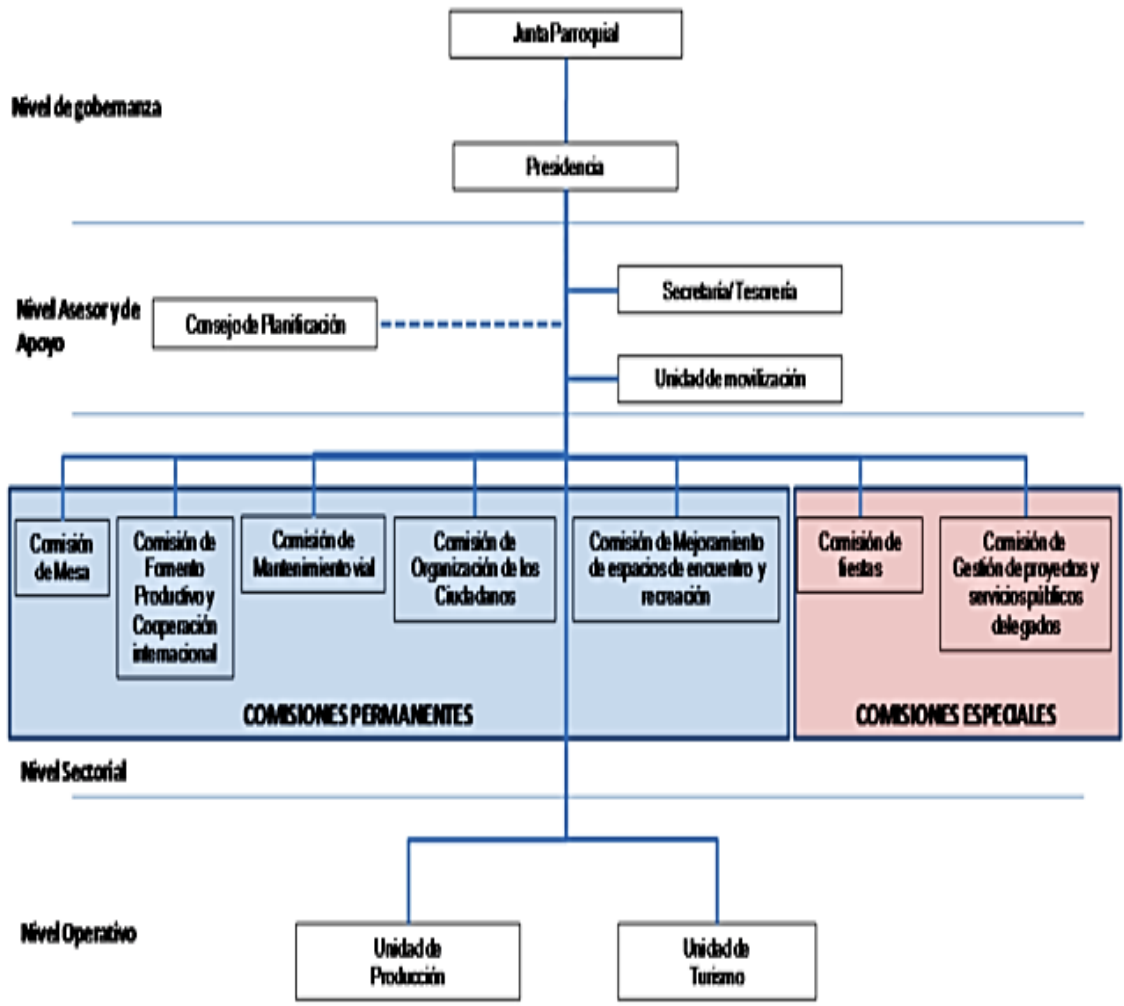 Junta Parroquial
Nivel de gobernanza
Presidencia
Secretaría/ Tesorería
Nivel Asesor y de
Apoyo
Consejo de Planificación
Unidad de movilización
Comisión
de Mesa
Comisión de
Fomento
Productivo y
Cooperación
internacional
Comisión de
Mantenimiento vial
Comisión de
Organización de los
Ciudadanos
Comisión de Mejoramiento
de espacios de encuentro y
recreación
Comisión de
fiestas
Comisión de
Gestión de proyectos y
servicios públicos
delegados
COMISIONES PERMANENTES
COMISIONES ESPECIALES
Nivel Sectorial
Nivel Operativo
Unidad de
Producción
Unidad de
Turismo